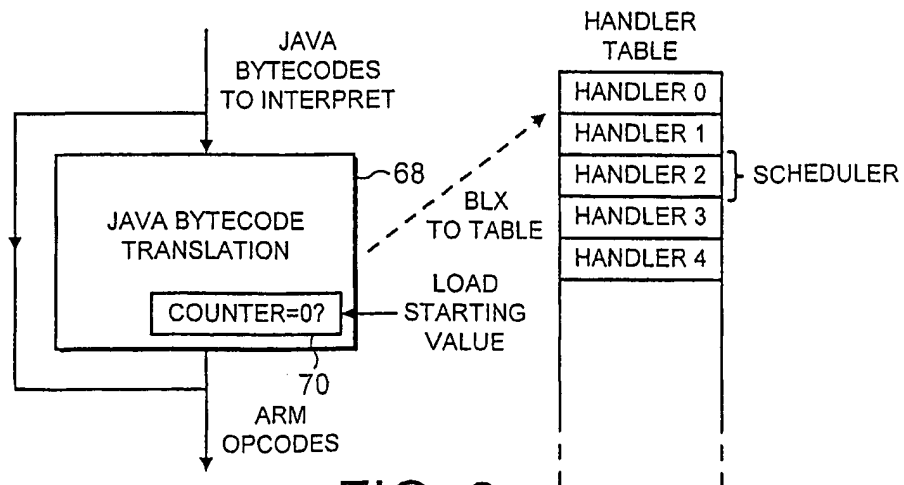 JAVA
BYTECODES
TO INTERPRET
HANDLER
TABLE
HANDLER 0
HANDLER 1
HANDLER 2
HANDLER 3
HANDLER 4
SCHEDULER
68
JAVA BYTECODE
TRANSLATION
BLX
TO TABLE
COUNTER=0?
LOAD
STARTING
VALUE
70
ARM
OPCODES